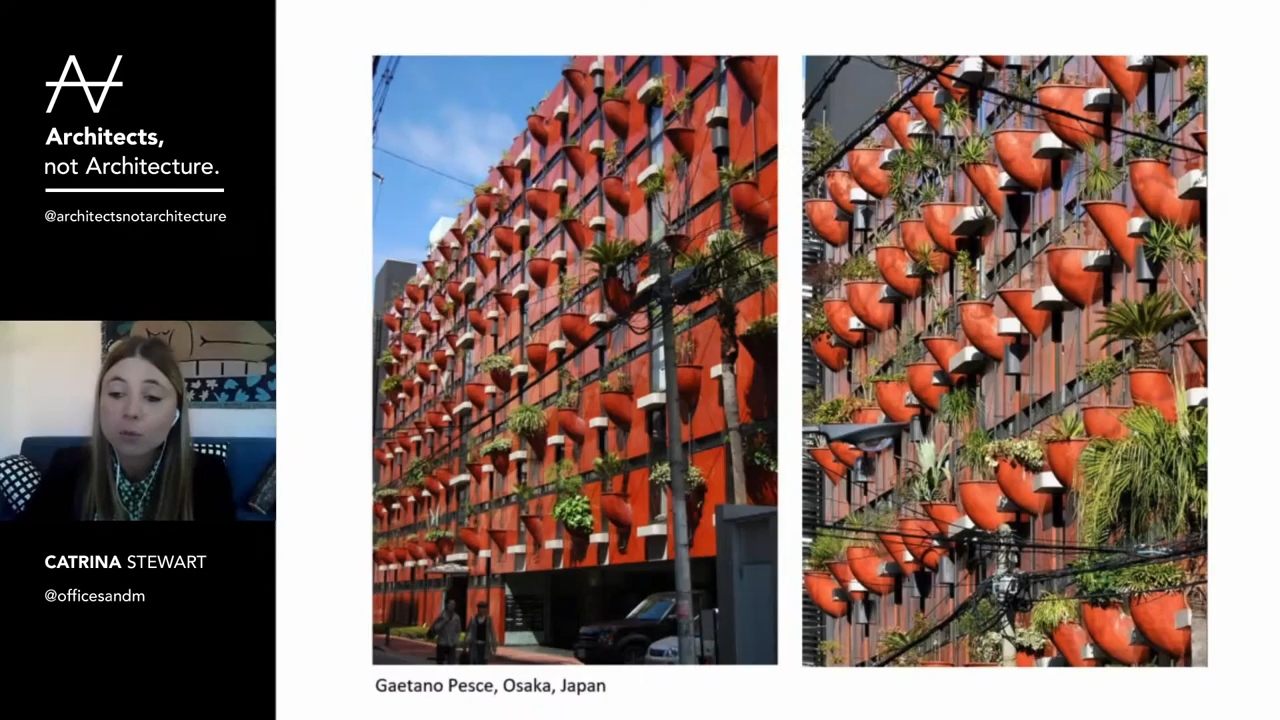 Architects,
not Architecture.
@architectsnotarchitecture
CATRINA STEWART
@officesandm
Gaetano Pesce, Osaka, Japan